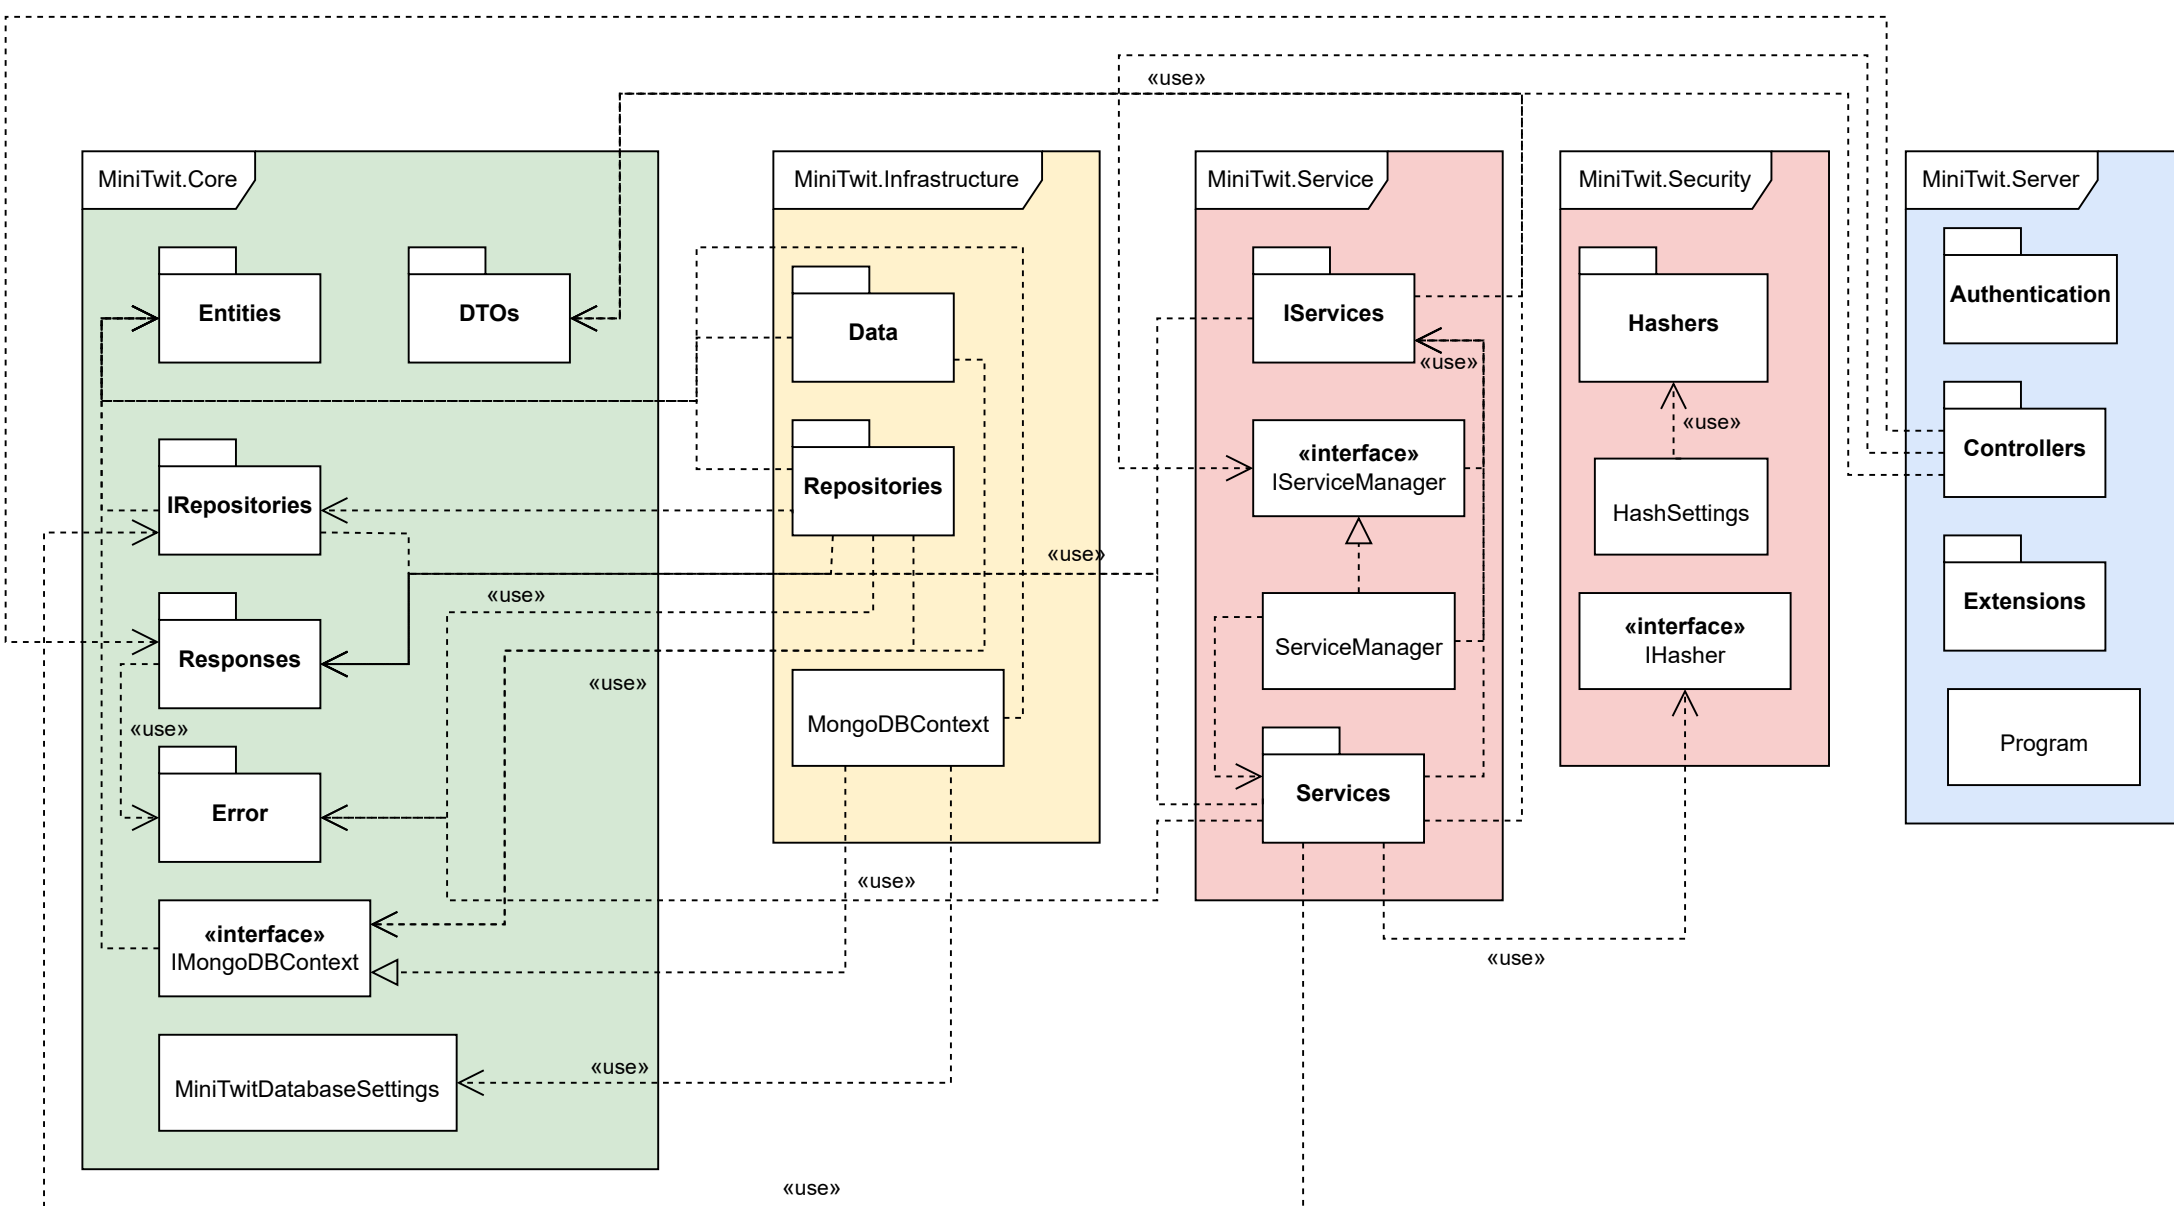 «use»
MiniTwit.Core
Entities
DTOs
IRepositories
«use»
Responses
«use»
«use»
Error
«interface»
IMongoDBContext
MiniTwitDatabaseSettings
«use»
«use»
MiniTwit.Infrastructure
Data
Repositories
«use»
MongoDBContext
«use»
MiniTwit.Service
IServices
«use»
«interface»
IServiceManager
ServiceManager
Services
«use»
MiniTwit.Security
Hashers
«use»
HashSettings
«interface»
IHasher
MiniTwit.Server
Authentication
Controllers
Extensions
Program